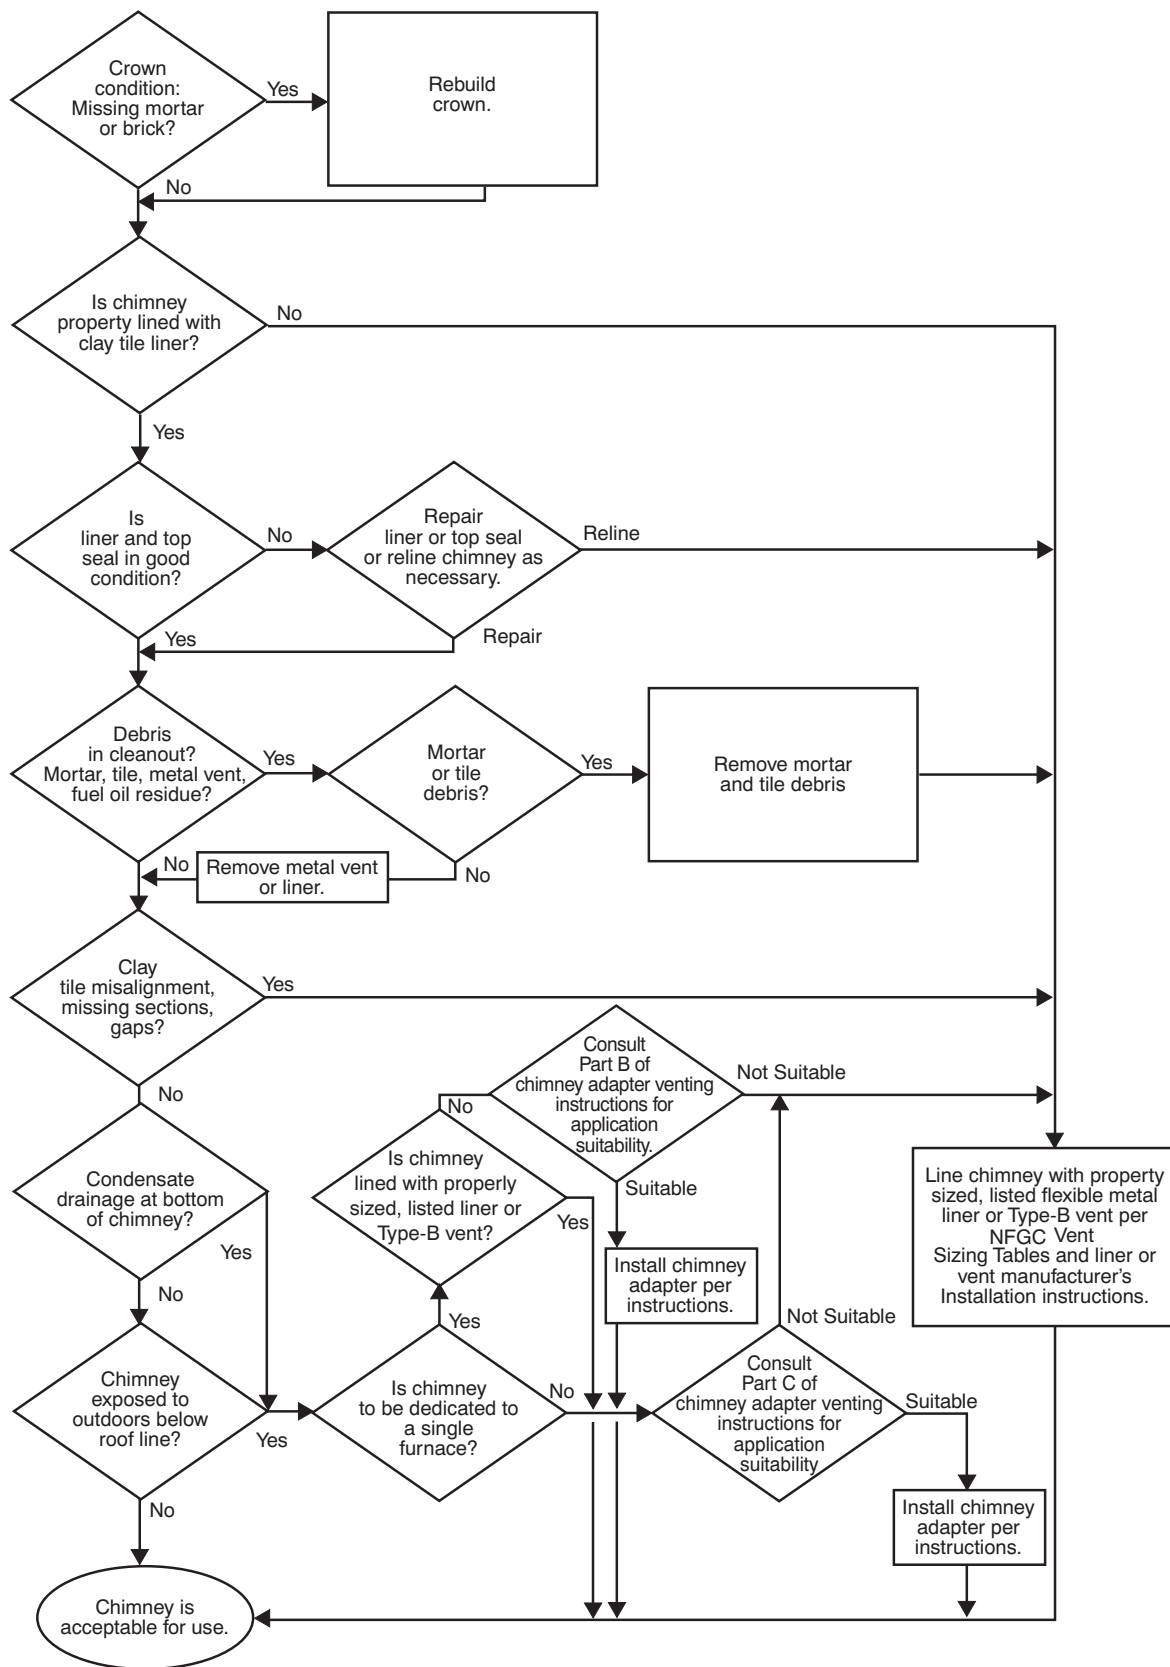 Crown
condition:
Missing mortar
or brick?
Yes
Rebuild
crown.
No
Is chimney
property lined with
clay tile liner?
No
Yes
Is
liner and top
seal in good
condition?
No
Repair
liner or top seal
or reline chimney as
necessary.
Reline
Yes
Repair
Debris
in cleanout?
Mortar, tile, metal vent,
fuel oil residue?
Yes
Mortar
or tile
debris?
Yes
Remove mortar
and tile debris
No
Remove metal vent
or liner.
No
Clay
tile misalignment,
missing sections,
gaps?
Yes
No
Consult
Part B of
chimney adapter venting
instructions for
application
suitability.
Not Suitable
Suitable
No
Condensate
drainage at bottom
of chimney?
Yes
No
Is chimney
lined with properly
sized, listed liner or
Type-B vent?
Yes
Install chimney
adapter per
instructions.
Line chimney with property
sized, listed flexible metal
liner or Type-B vent per
NFGC Vent
Sizing Tables and liner or
vent manufacturer's
Installation instructions.
Yes
Not Suitable
Chimney
exposed to
outdoors below
roof line?
Yes
Is chimney
to be dedicated to
a single
furnace?
No
Consult
Part C of
chimney adapter venting
instructions for
application
suitability
Suitable
No
Install chimney
adapter per
instructions.
Chimney is
acceptable for use.